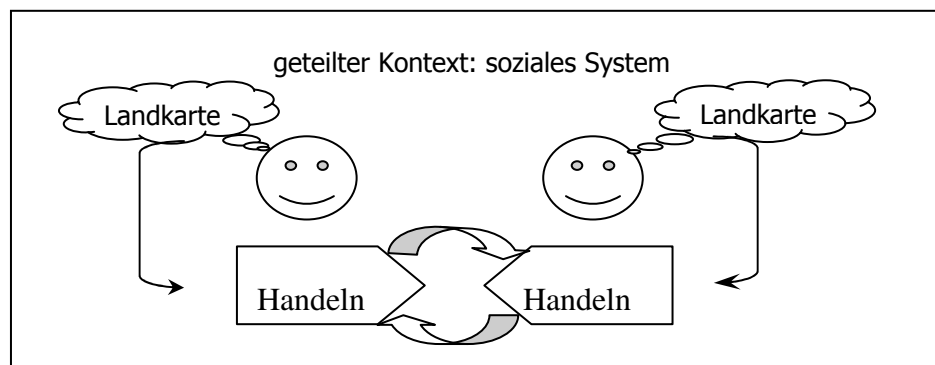 geteilter Kontext: soziales System
Landkarte
Landkarte
Handeln
Handeln